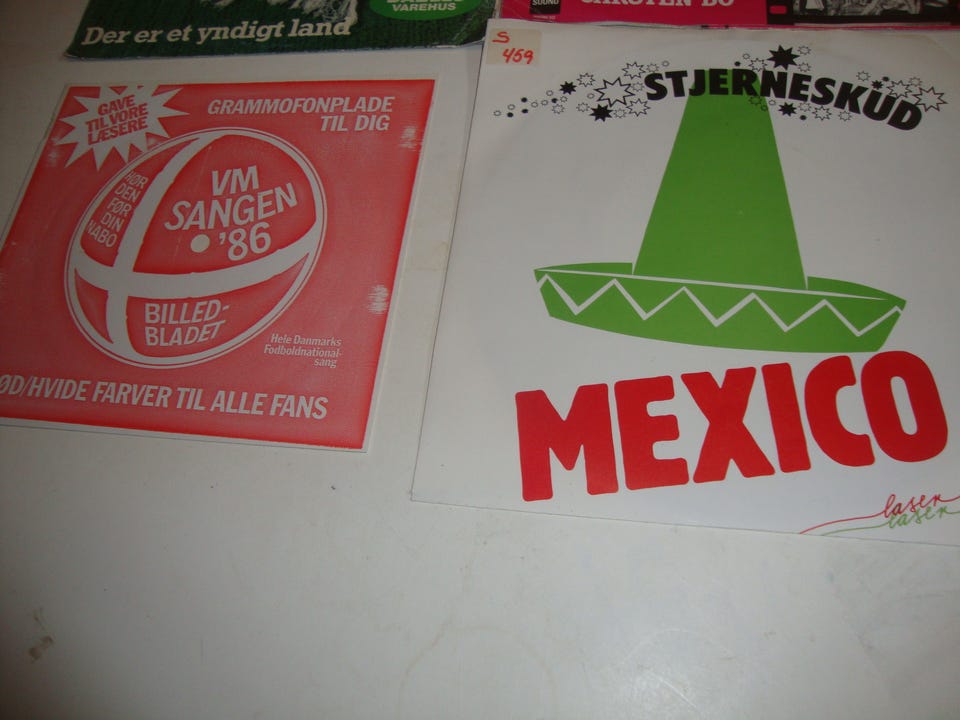 Der er et yndigt land
VAREHUS
SOUND
GAVE
TIL VORE
LÆSERE
GRAMMOFONPLADE
TIL DIG
HØR
DEN
FØR
DIN
NABO
VM
SANGEN
'86
BILLED-
BLADET
Hele Danmarks
Fodboldnational-
sang
ØD/HVIDE FARVER TIL ALLE FANS
S
459
STJERNESKUD
MEXICO
laser
laser